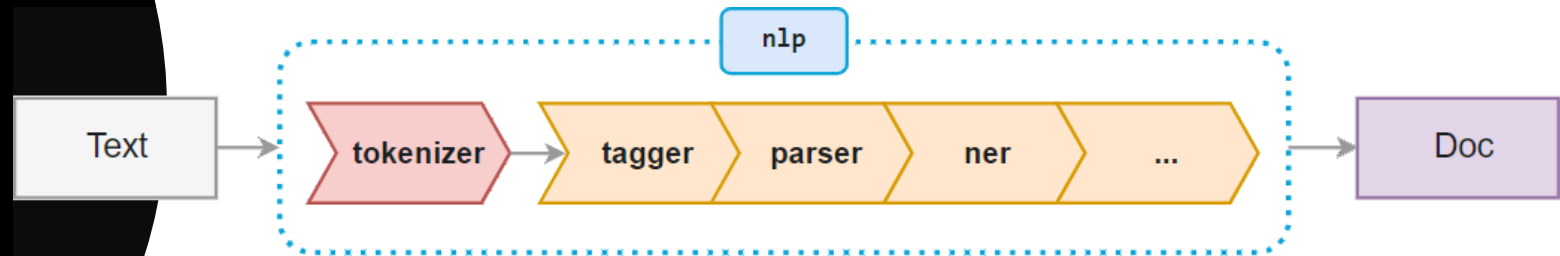 nlp
Text
tokenizer
tagger
parser
ner
...
Doc